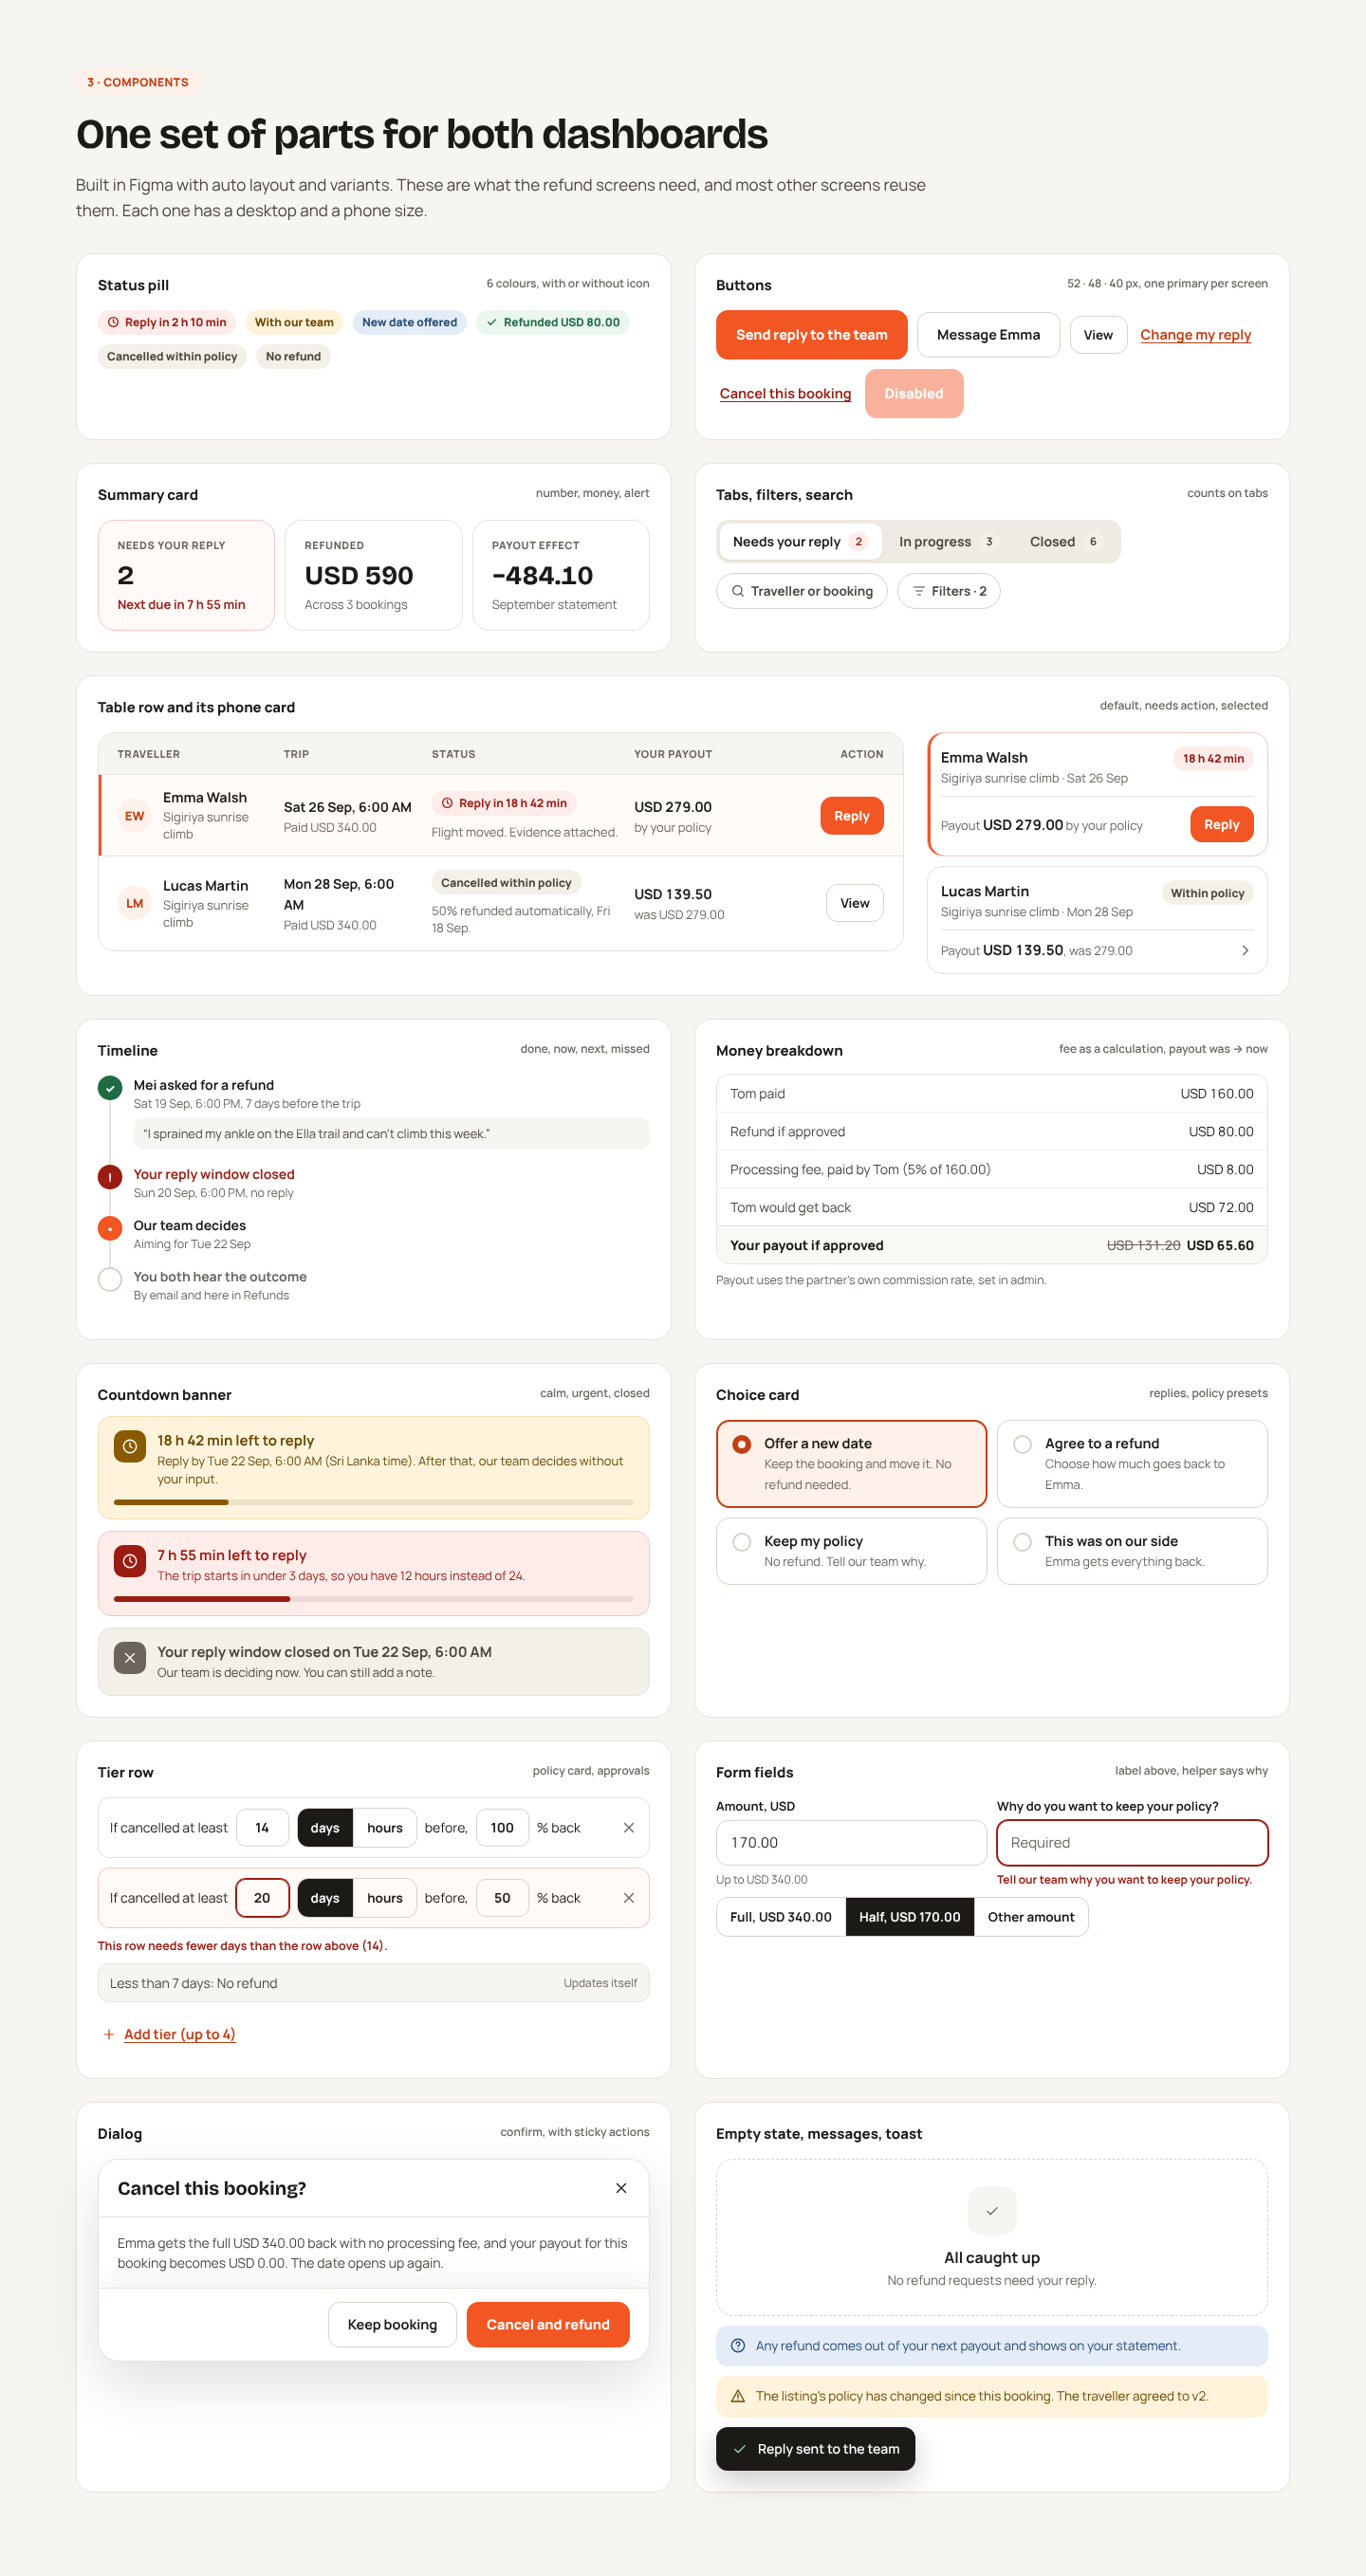 3 · COMPONENTS
One set of parts for both dashboards
Built in Figma with auto layout and variants. These are what the refund screens need, and most other screens reuse
them. Each one has a desktop and a phone size.
Status pill
6 colours, with or without icon
Reply in 2 h 10 min
With our team
New date offered
Refunded USD 80.00
Cancelled within policy
No refund
Buttons
52 · 48 · 40 px, one primary per screen
Send reply to the team
Message Emma
View
Change my reply
Cancel this booking
Disabled
Summary card
number, money, alert
NEEDS YOUR REPLY
2
Next due in 7 h 55 min
REFUNDED
USD 590
Across 3 bookings
PAYOUT EFFECT
−484.10
September statement
Tabs, filters, search
counts on tabs
Needs your reply 2
In progress 3
Closed 6
Traveller or booking
Filters · 2
Table row and its phone card
default, needs action, selected
TRAVELLER
TRIP
STATUS
YOUR PAYOUT
ACTION
EW
Emma Walsh
Sigiriya sunrise
climb
Sat 26 Sep, 6:00 AM
Paid USD 340.00
Reply in 18 h 42 min
Flight moved. Evidence attached.
USD 279.00
by your policy
Reply
LM
Lucas Martin
Sigiriya sunrise
climb
Mon 28 Sep, 6:00
AM
Paid USD 340.00
Cancelled within policy
50% refunded automatically, Fri
18 Sep.
USD 139.50
was USD 279.00
View
Emma Walsh
18 h 42 min
Sigiriya sunrise climb · Sat 26 Sep
Payout USD 279.00 by your policy
Reply
Lucas Martin
Within policy
Sigiriya sunrise climb · Mon 28 Sep
Payout USD 139.50, was 279.00
Timeline
done, now, next, missed
Mei asked for a refund
Sat 19 Sep, 6:00 PM, 7 days before the trip
“I sprained my ankle on the Ella trail and can’t climb this week.”
Your reply window closed
Sun 20 Sep, 6:00 PM, no reply
Our team decides
Aiming for Tue 22 Sep
You both hear the outcome
By email and here in Refunds
Money breakdown
fee as a calculation, payout was → now
Tom paid
USD 160.00
Refund if approved
USD 80.00
Processing fee, paid by Tom (5% of 160.00)
USD 8.00
Tom would get back
USD 72.00
Your payout if approved
USD 131.20 USD 65.60
Payout uses the partner’s own commission rate, set in admin.
Countdown banner
calm, urgent, closed
18 h 42 min left to reply
Reply by Tue 22 Sep, 6:00 AM (Sri Lanka time). After that, our team decides without
your input.
7 h 55 min left to reply
The trip starts in under 3 days, so you have 12 hours instead of 24.
Your reply window closed on Tue 22 Sep, 6:00 AM
Our team is deciding now. You can still add a note.
Choice card
replies, policy presets
Offer a new date
Keep the booking and move it. No
refund needed.
Agree to a refund
Choose how much goes back to
Emma.
Keep my policy
No refund. Tell our team why.
This was on our side
Emma gets everything back.
Tier row
policy card, approvals
If cancelled at least 14 days hours before, 100 % back
If cancelled at least 20 days hours before, 50 % back
This row needs fewer days than the row above (14).
Less than 7 days: No refund
Updates itself
Add tier (up to 4)
Form fields
label above, helper says why
Amount, USD
170.00
Up to USD 340.00
Why do you want to keep your policy?
Required
Tell our team why you want to keep your policy.
Full, USD 340.00
Half, USD 170.00
Other amount
Dialog
confirm, with sticky actions
Cancel this booking?
Emma gets the full USD 340.00 back with no processing fee, and your payout for this
booking becomes USD 0.00. The date opens up again.
Keep booking
Cancel and refund
Empty state, messages, toast
All caught up
No refund requests need your reply.
Any refund comes out of your next payout and shows on your statement.
The listing’s policy has changed since this booking. The traveller agreed to v2.
Reply sent to the team